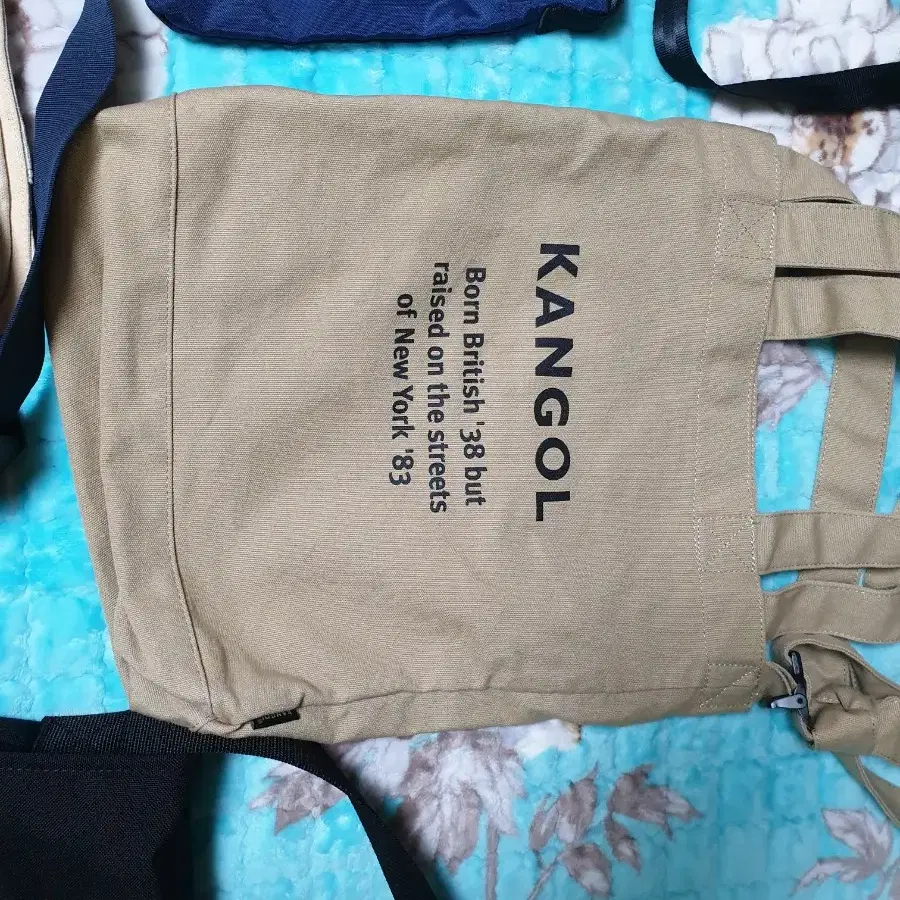 KANGOL
Born British '38 but
raised on the streets
of New York '83